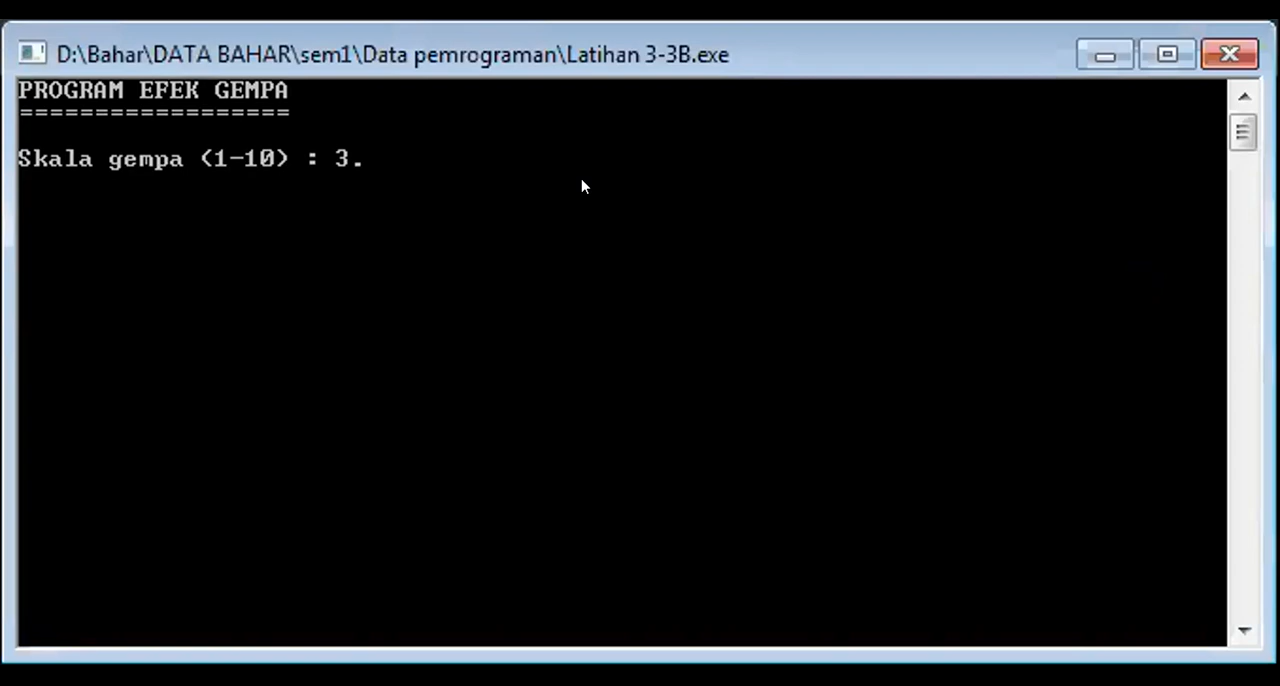 D:\Bahar\DATA BAHAR\sem1\Data pemrograman\Latihan 3-3B.exe
PROGRAM EFEK GEMPA
==================
Skala gempa (1-10) : 3.